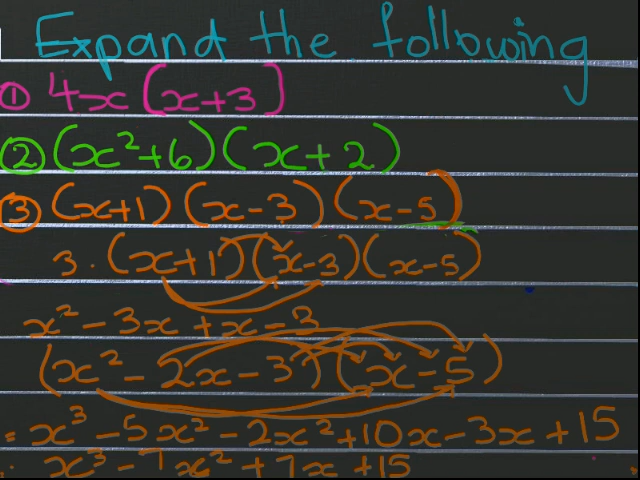 Expand the following
① 4x(x+3)
② (x²+6)(x+2)
③ (x+1)(x-3)(x-5)
3. (x+1)(x-3)(x-5)
x² - 3x + x - 3
(x² - 2x - 3)(x - 5)
= x³ - 5x² - 2x² + 10x - 3x + 15
. x³ - 7x² + 7x + 15